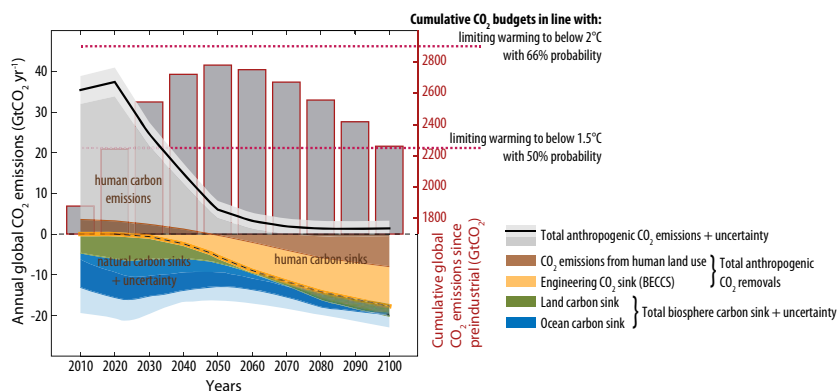 Cumulative CO₂ budgets in line with:
limiting warming to below 2°C
with 66% probability
limiting warming to below 1.5°C
with 50% probability
Annual global CO₂ emissions (GtCO₂ yr⁻¹)
40
30
20
10
0
-10
-20
2800
2600
2400
2200
2000
1800
Cumulative global
CO₂ emissions since
preindustrial (GtCO₂)
human carbon
emissions
natural carbon sinks
+ uncertainty
human carbon sinks
2010 2020 2030 2040 2050 2060 2070 2080 2090 2100
Years
Total anthropogenic CO₂ emissions + uncertainty
CO₂ emissions from human land use
Engineering CO₂ sink (BECCS)
Total anthropogenic
CO₂ removals
Land carbon sink
Ocean carbon sink
Total biosphere carbon sink + uncertainty